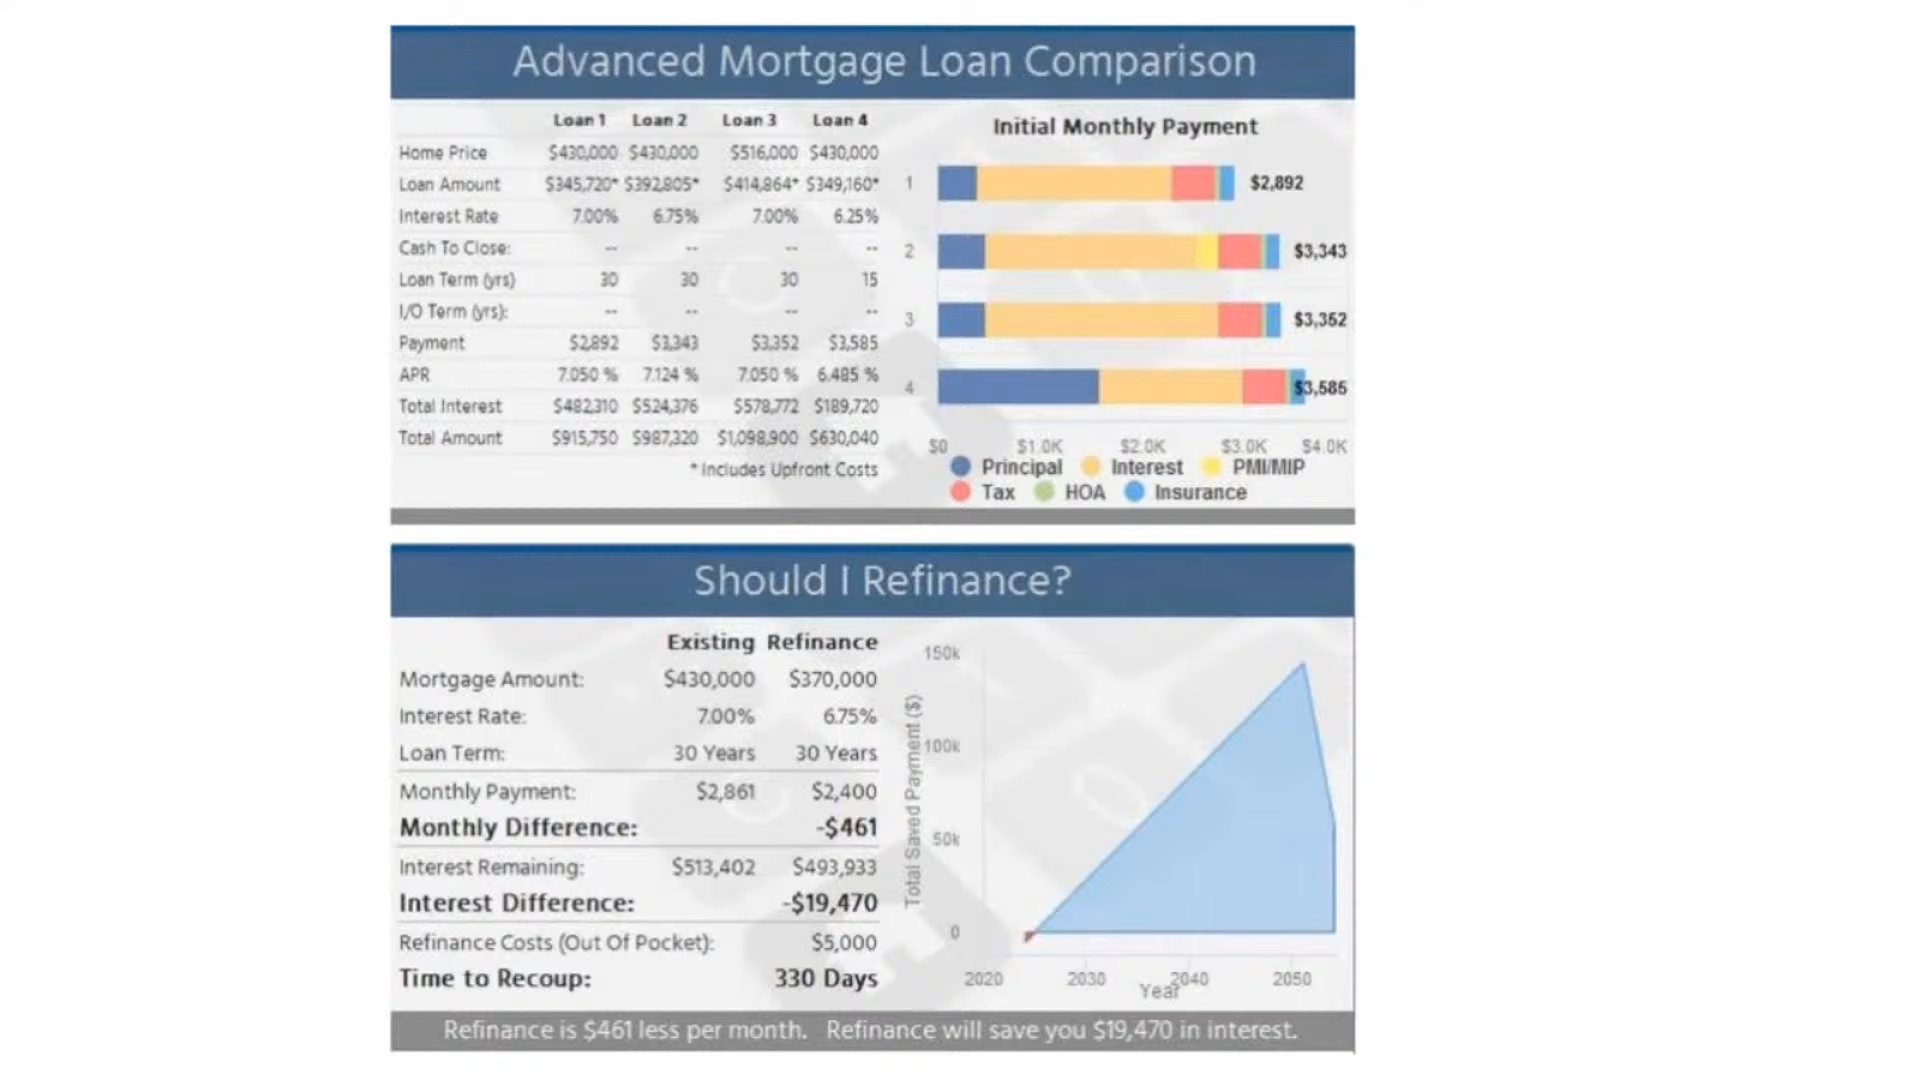 Advanced Mortgage Loan Comparison
Loan 1 Loan 2 Loan 3 Loan 4
Home Price $430,000 $430,000 $516,000 $430,000
Loan Amount $345,720* $392,805* $414,864* $349,160*
Interest Rate 7.00% 6.75% 7.00% 6.25%
Cash To Close: -- -- -- --
Loan Term (yrs) 30 30 30 15
I/O Term (yrs): -- -- -- --
Payment $2,892 $3,343 $3,352 $3,585
APR 7.050 % 7.124 % 7.050 % 6.485 %
Total Interest $482,310 $524,376 $578,772 $189,720
Total Amount $915,750 $987,320 $1,098,900 $630,040
* Includes Upfront Costs
Initial Monthly Payment
1 $2,892
2 $3,343
3 $3,352
4 $3,585
$0 $1.0K $2.0K $3.0K $4.0K
Principal Interest PMI/MIP
Tax HOA Insurance
Should I Refinance?
Existing Refinance
Mortgage Amount: $430,000 $370,000
Interest Rate: 7.00% 6.75%
Loan Term: 30 Years 30 Years
Monthly Payment: $2,861 $2,400
Monthly Difference: -$461
Interest Remaining: $513,402 $493,933
Interest Difference: -$19,470
Refinance Costs (Out Of Pocket): $5,000
Time to Recoup: 330 Days
Total Saved Payment ($)
150k
100k
50k
0
2020 2030 2040 2050
Year
Refinance is $461 less per month. Refinance will save you $19,470 in interest.